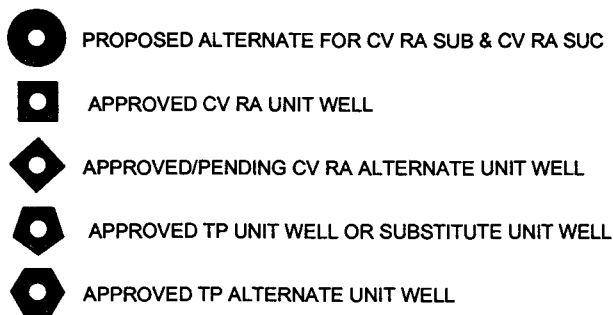 PROPOSED ALTERNATE FOR CV RA SUB & CV RA SUC
APPROVED CV RA UNIT WELL
APPROVED/PENDING CV RA ALTERNATE UNIT WELL
APPROVED TP UNIT WELL OR SUBSTITUTE UNIT WELL
APPROVED TP ALTERNATE UNIT WELL